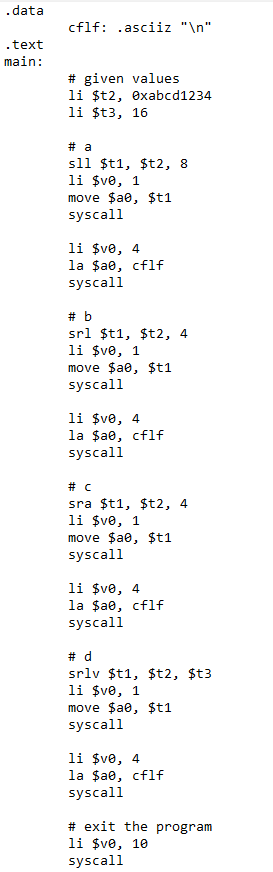 .data
cflf: .asciiz "\n"
.text
main:
# given values
li $t2, 0xabcd1234
li $t3, 16
# a
sll $t1, $t2, 8
li $v0, 1
move $a0, $t1
syscall
li $v0, 4
la $a0, cflf
syscall
# b
srl $t1, $t2, 4
li $v0, 1
move $a0, $t1
syscall
li $v0, 4
la $a0, cflf
syscall
# c
sra $t1, $t2, 4
li $v0, 1
move $a0, $t1
syscall
li $v0, 4
la $a0, cflf
syscall
# d
srlv $t1, $t2, $t3
li $v0, 1
move $a0, $t1
syscall
li $v0, 4
la $a0, cflf
syscall
# exit the program
li $v0, 10
syscall